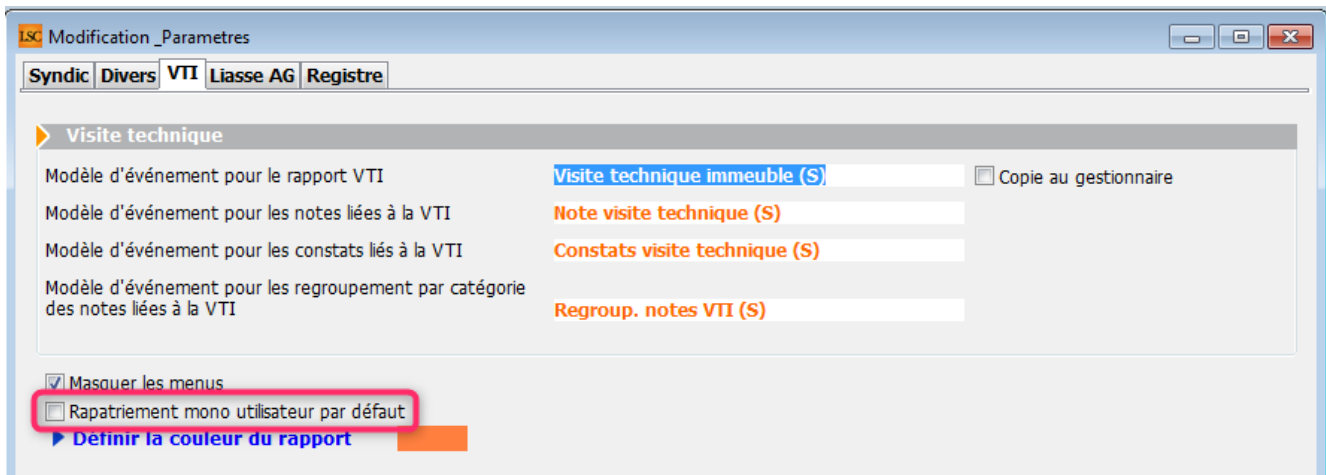 LSC Modification _Parametres
Syndic Divers VTI Liasse AG Registre
Visite technique
Modèle d'événement pour le rapport VTI Visite technique immeuble (S) Copie au gestionnaire
Modèle d'événement pour les notes liées à la VTI Note visite technique (S)
Modèle d'événement pour les constats liés à la VTI Constats visite technique (S)
Modèle d'événement pour les regroupement par catégorie
des notes liées à la VTI Regroup. notes VTI (S)
Masquer les menus
Rapatriement mono utilisateur par défaut
Définir la couleur du rapport